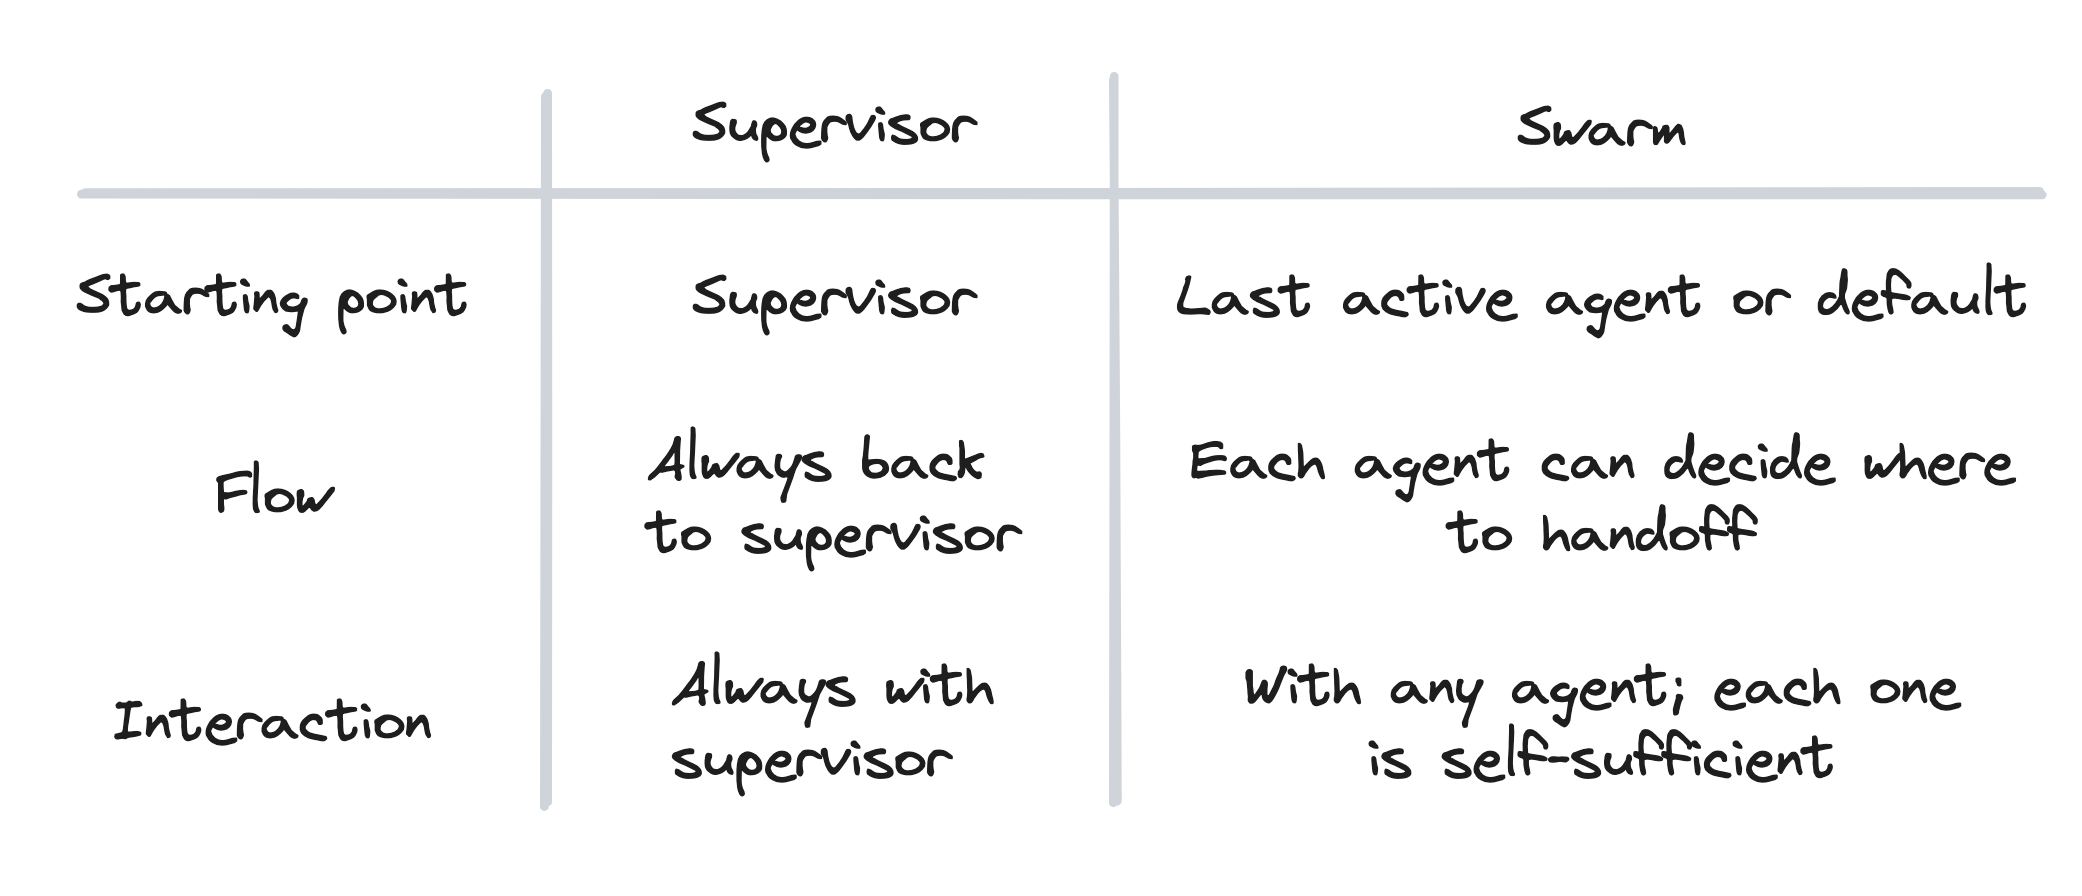 Supervisor
Swarm
Starting point
Supervisor
Last active agent or default
Flow
Always back
to supervisor
Each agent can decide where
to handoff
Interaction
Always with
supervisor
With any agent; each one
is self-sufficient